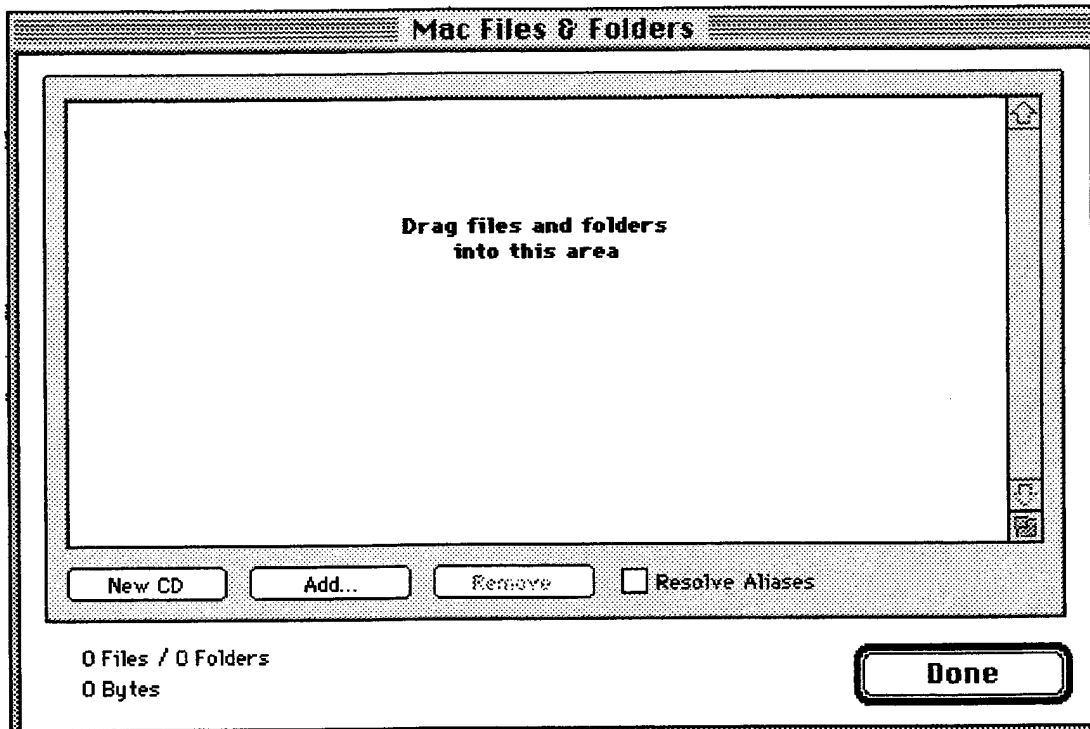 Mac Files & Folders
Drag files and folders
into this area
New CD
Add...
Remove
Resolve Aliases
0 Files / 0 Folders
0 Bytes
Done